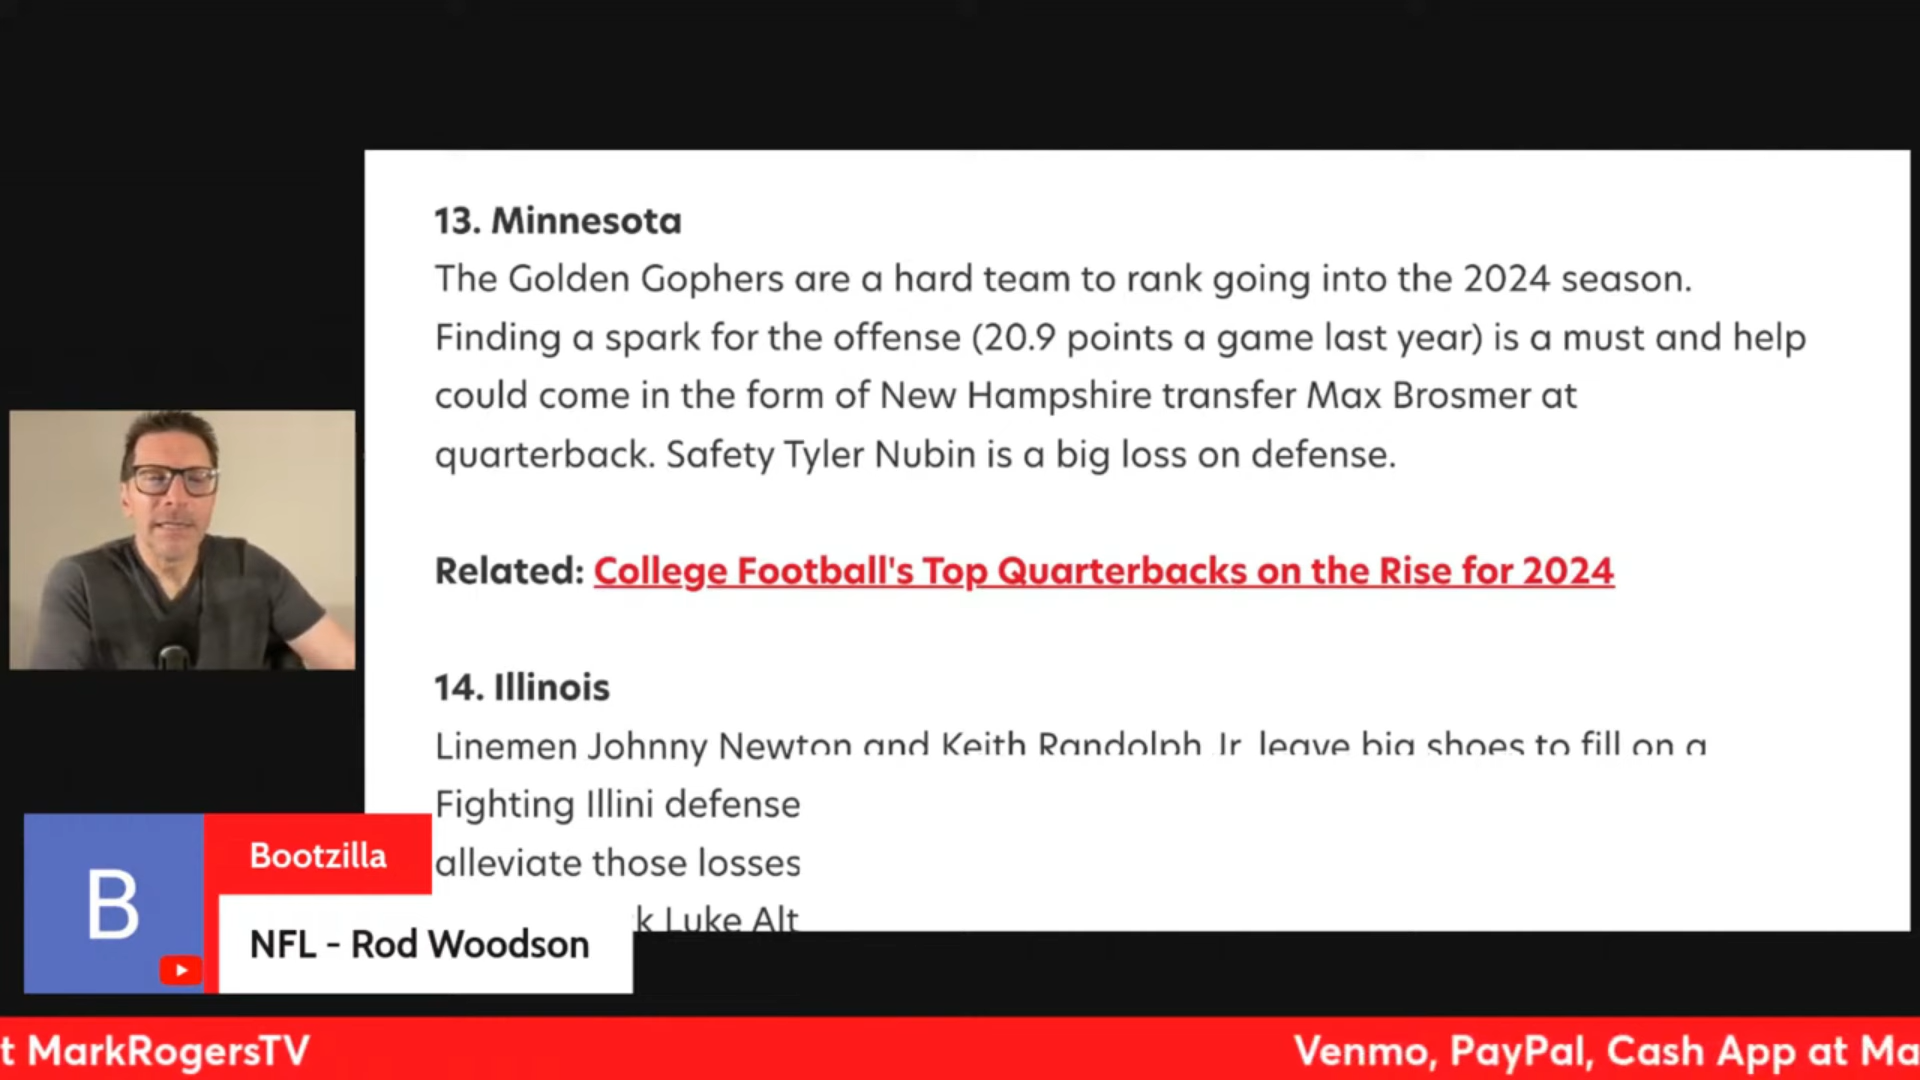 13. Minnesota
The Golden Gophers are a hard team to rank going into the 2024 season.
Finding a spark for the offense (20.9 points a game last year) is a must and help
could come in the form of New Hampshire transfer Max Brosmer at
quarterback. Safety Tyler Nubin is a big loss on defense.
Related: College Football's Top Quarterbacks on the Rise for 2024
14. Illinois
Linemen Johnny Newton and Keith Randolph Jr. leave big shoes to fill on a
Fighting Illini defense
alleviate those losses
k Luke Alt
B
Bootzilla
NFL - Rod Woodson
t MarkRogersTV
Venmo, PayPal, Cash App at Ma